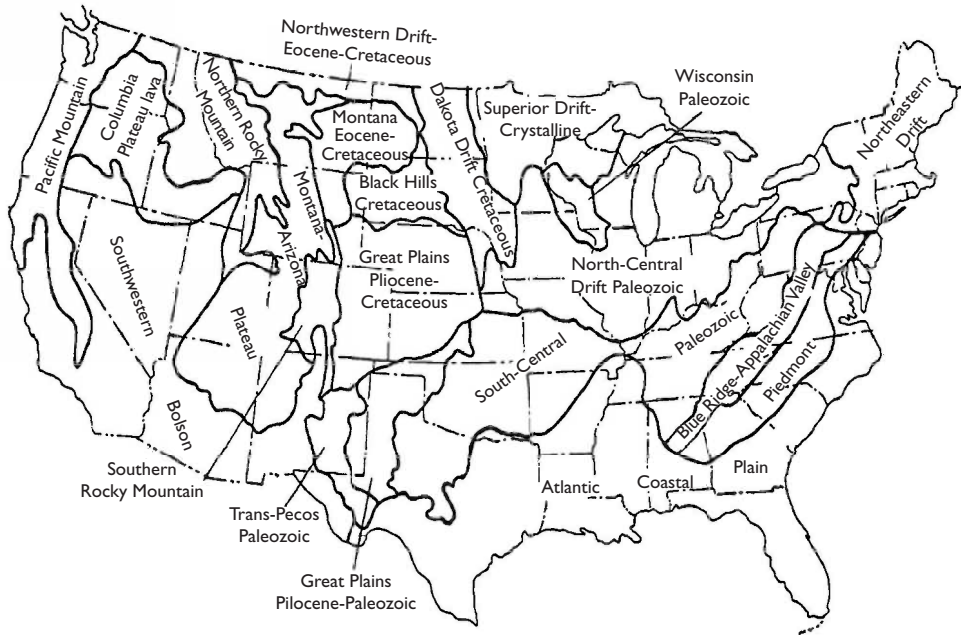 Northwestern Drift-
Eocene-Cretaceous
Wisconsin
Paleozoic
Pacific Mountain
Columbia
Plateau lava
Northern Rocky
Mountain
Montana
Eocene-
Cretaceous
Dakota Drift Cretaceous
Superior Drift-
Crystalline
Northeastern
Drift
Black Hills
Cretaceous
Montana
Arizona
Great Plains
Pliocene-
Cretaceous
North-Central
Drift Paleozoic
Southwestern
Plateau
South-Central
Paleozoic
Blue Ridge-Appalachian Valley
Piedmont
Bolson
Southern
Rocky Mountain
Trans-Pecos
Paleozoic
Great Plains
Pilocene-Paleozoic
Atlantic
Coastal
Plain